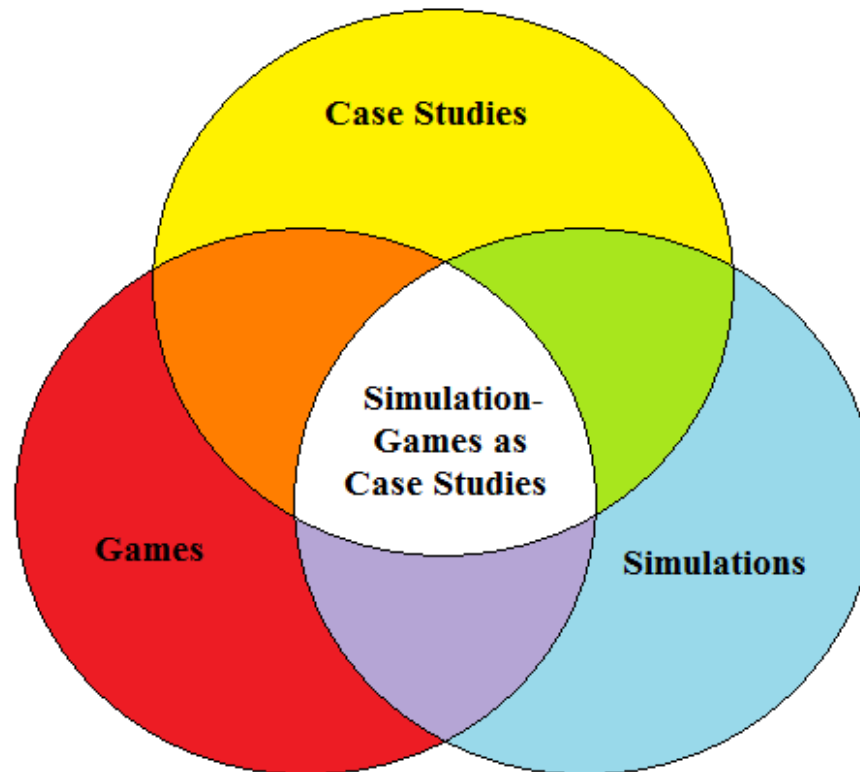 Case Studies
Simulation-
Games as
Case Studies
Games
Simulations